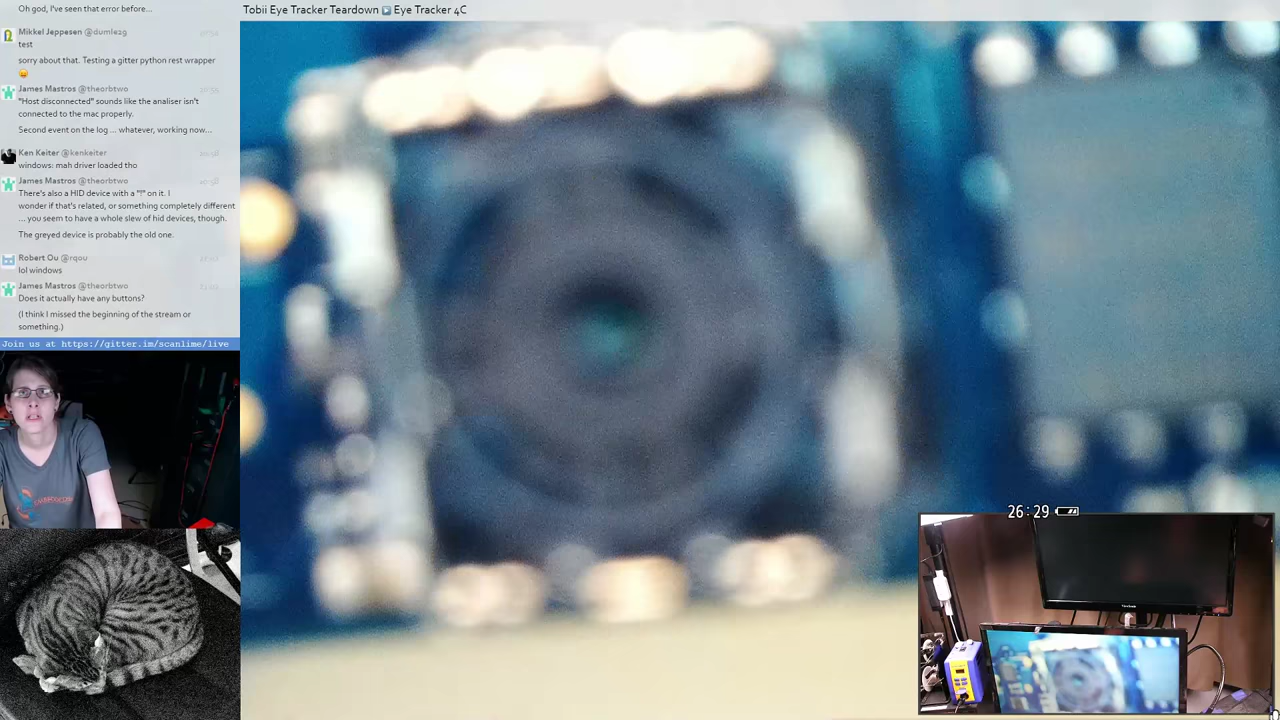 Tobii Eye Tracker Teardown ▶ Eye Tracker 4C
Oh god, I've seen that error before...
Mikkel Jeppesen @dumle29
test
sorry about that. Testing a gitter python rest wrapper
😛
James Mastros @theorbtwo
"Host disconnected" sounds like the analiser isn't
connected to the mac properly.
Second event on the log ... whatever, working now...
Ken Keiter @kenkeiter
windows: mah driver loaded tho
James Mastros @theorbtwo
There's also a HID device with a "!" on it. I
wonder if that's related, or something completely different
... you seem to have a whole slew of hid devices, though.
The greyed device is probably the old one.
Robert Ou @rqou
lol windows
James Mastros @theorbtwo
Does it actually have any buttons?
(I think I missed the beginning of the stream or
something.)
Join us at https://gitter.im/scanlime/live
26:29